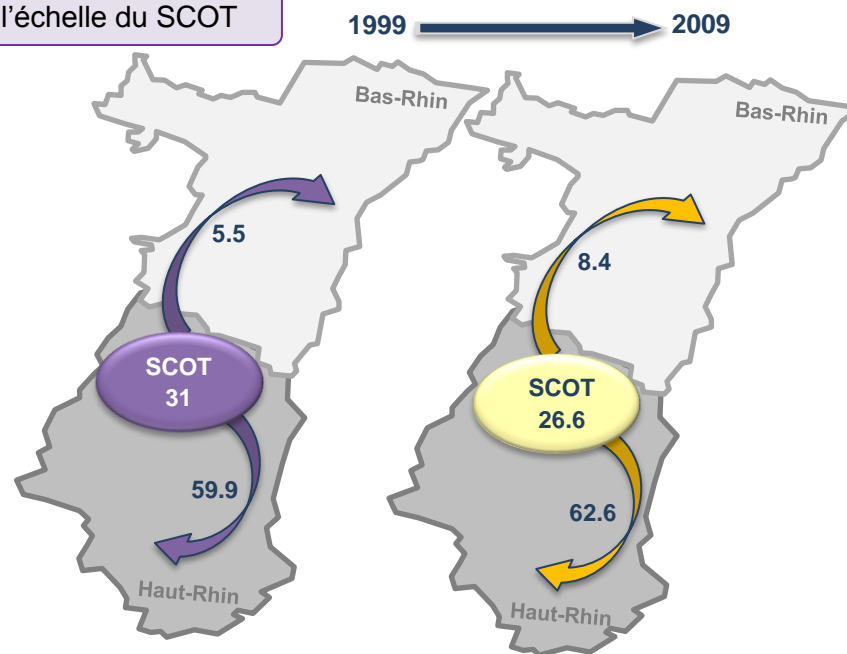 l’échelle du SCOT
1999 2009
Bas-Rhin
5.5
SCOT
31
59.9
Haut-Rhin
Bas-Rhin
8.4
SCOT
26.6
62.6
Haut-Rhin